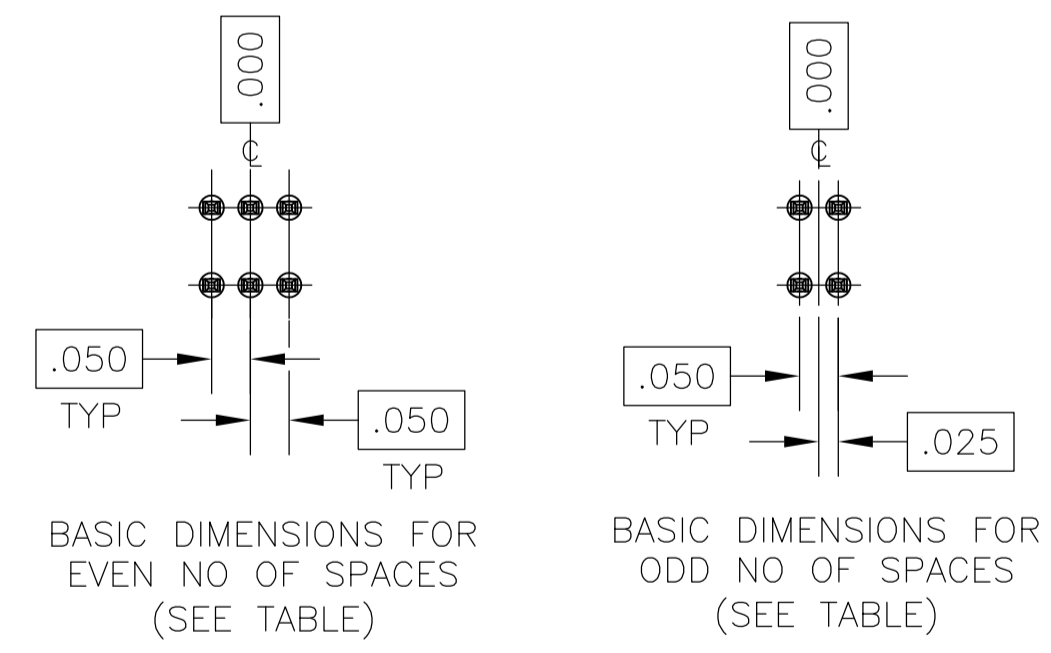 .000
℄
.050
TYP
.050
TYP
BASIC DIMENSIONS FOR
EVEN NO OF SPACES
(SEE TABLE)
.000
℄
.050
TYP
.025
BASIC DIMENSIONS FOR
ODD NO OF SPACES
(SEE TABLE)